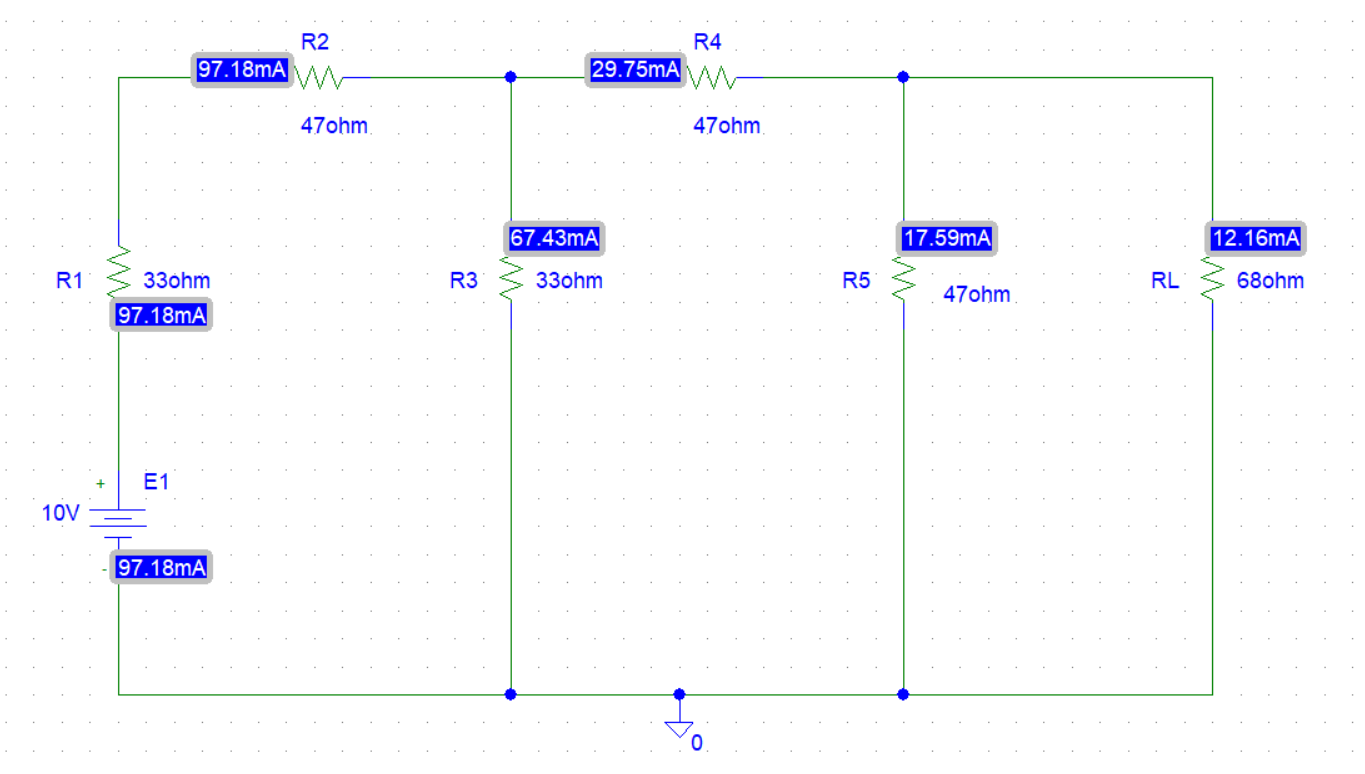 R2
R4
97.18mA
29.75mA
47ohm
47ohm
67.43mA
17.59mA
12.16mA
R1
33ohm
R3
33ohm
R5
47ohm
RL
68ohm
97.18mA
+
E1
10V
-
97.18mA
0